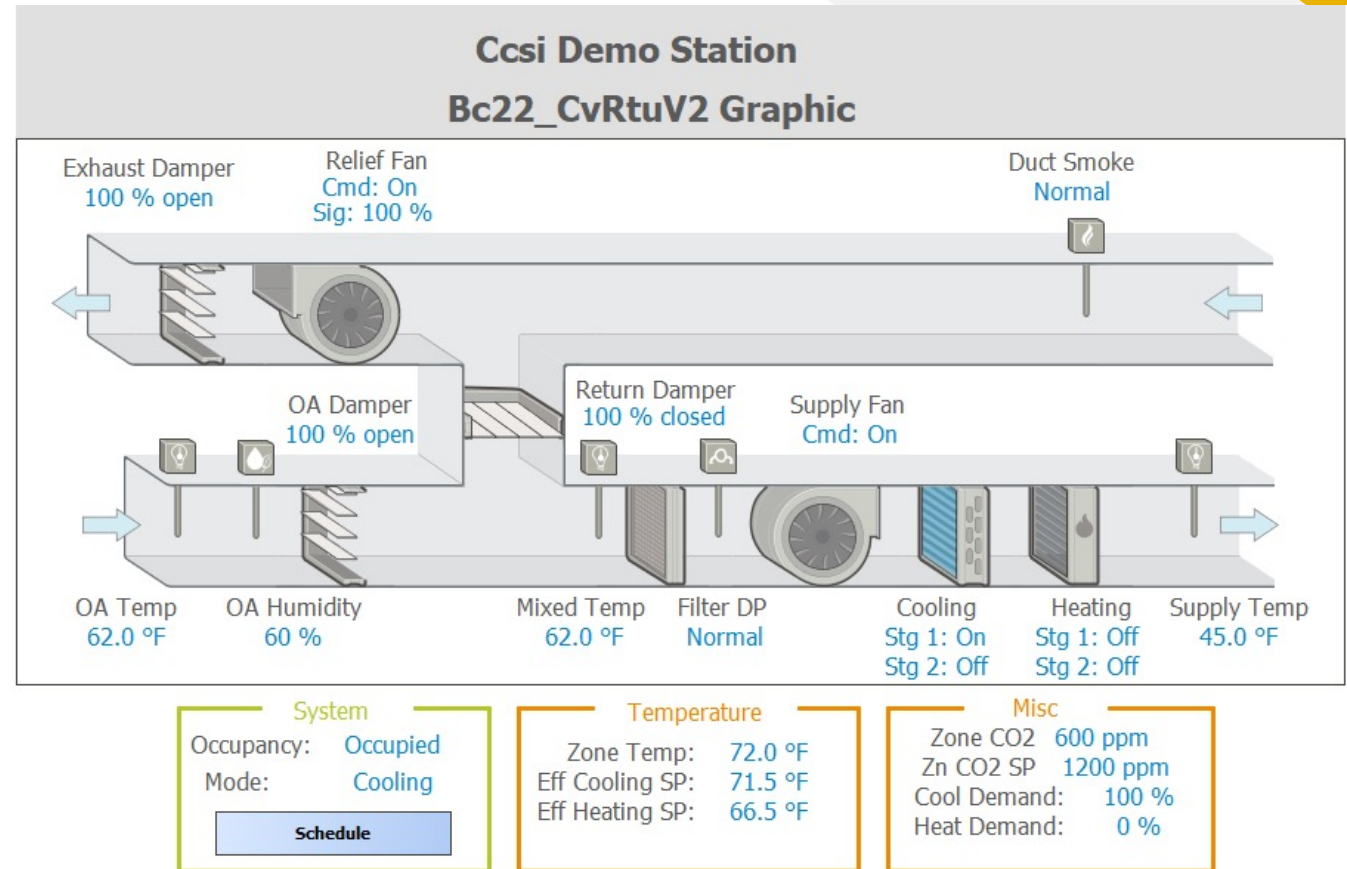 Ccsi Demo Station
Bc22_CvRtuV2 Graphic
Exhaust Damper
100 % open
Relief Fan
Cmd: On
Sig: 100 %
Duct Smoke
Normal
OA Damper
100 % open
Return Damper
100 % closed
Supply Fan
Cmd: On
OA Temp
62.0 °F
OA Humidity
60 %
Mixed Temp
62.0 °F
Filter DP
Normal
Cooling
Stg 1: On
Stg 2: Off
Heating
Stg 1: Off
Stg 2: Off
Supply Temp
45.0 °F
System
Occupancy: Occupied
Mode: Cooling
Schedule
Temperature
Zone Temp: 72.0 °F
Eff Cooling SP: 71.5 °F
Eff Heating SP: 66.5 °F
Misc
Zone CO2 600 ppm
Zn CO2 SP 1200 ppm
Cool Demand: 100 %
Heat Demand: 0 %